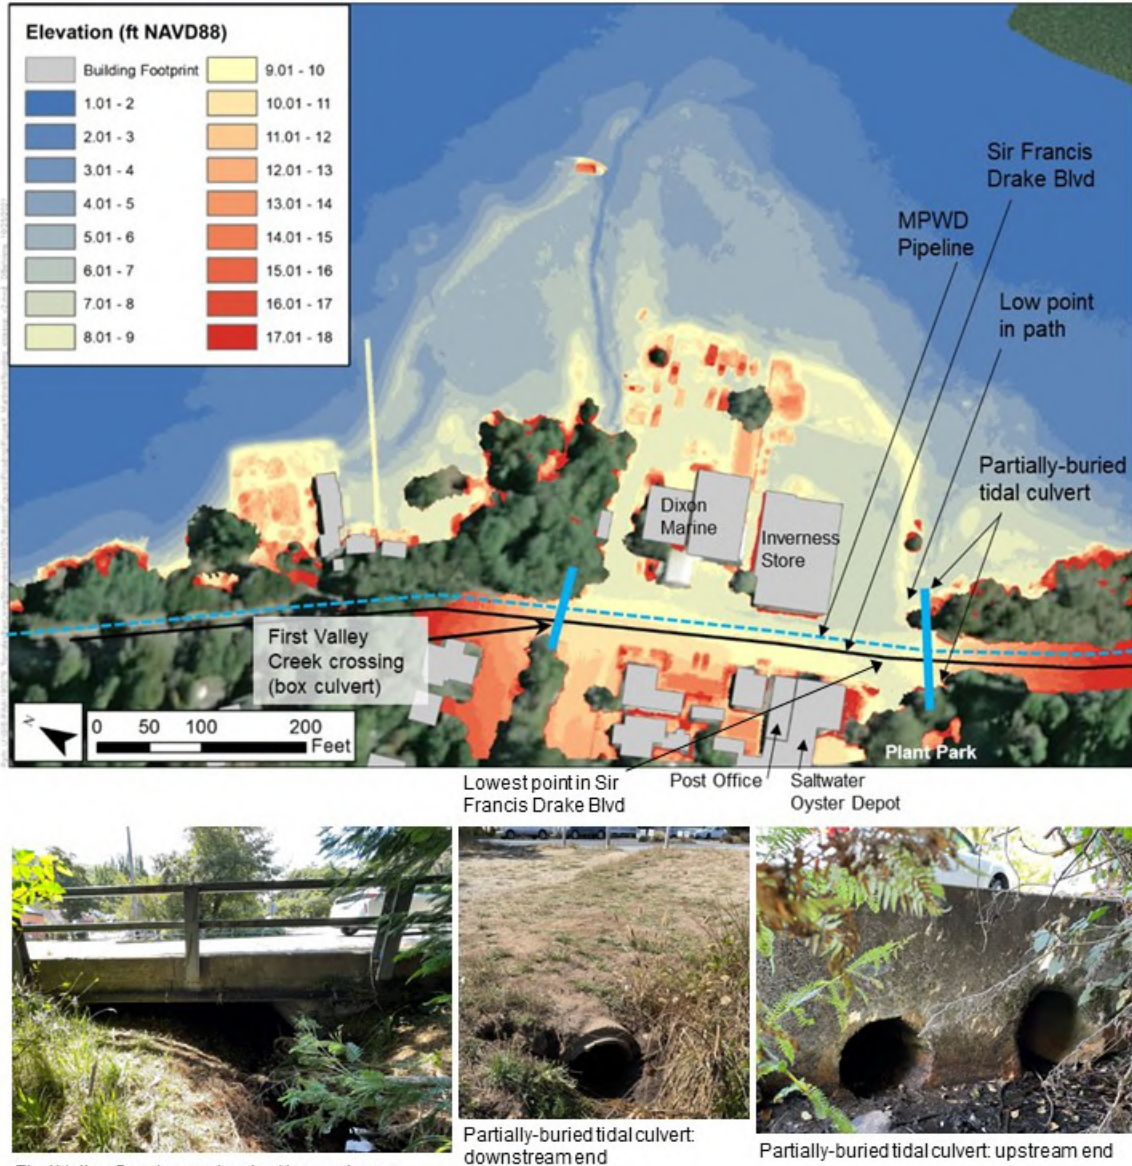 Elevation (ft NAVD88)
Building Footprint
1.01 - 2
2.01 - 3
3.01 - 4
4.01 - 5
5.01 - 6
6.01 - 7
7.01 - 8
8.01 - 9
9.01 - 10
10.01 - 11
11.01 - 12
12.01 - 13
13.01 - 14
14.01 - 15
15.01 - 16
16.01 - 17
17.01 - 18
Sir Francis
Drake Blvd
MPWD
Pipeline
Low point
in path
Partially-buried
tidal culvert
Dixon
Marine
Inverness
Store
First Valley
Creek crossing
(box culvert)
N
0 50 100 200
Feet
Plant Park
Lowest point in Sir
Francis Drake Blvd
Post Office
Saltwater
Oyster Depot
Partially-buried tidal culvert:
downstream end
Partially-buried tidal culvert: upstream end